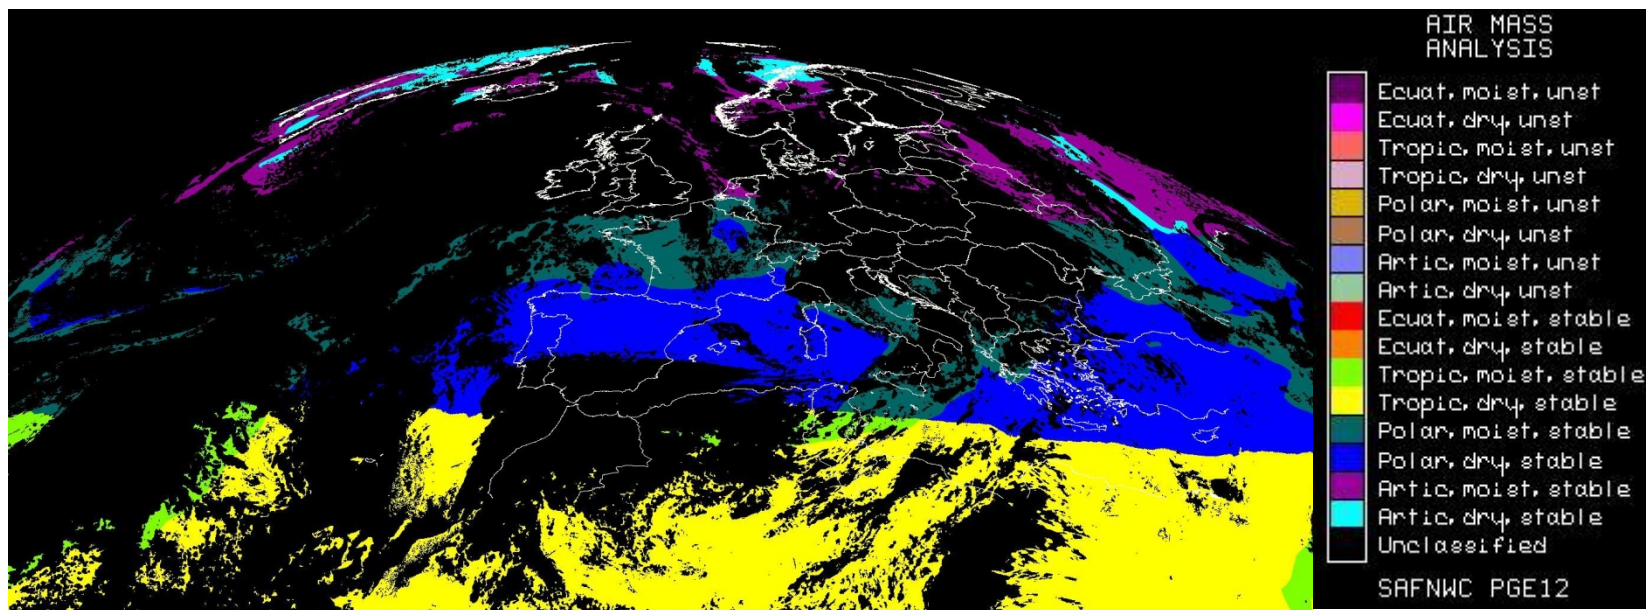 AIR MASS
ANALYSIS
Ecuat, moist, unst
Ecuat, dry, unst
Tropic, moist, unst
Tropic, dry, unst
Polar, moist, unst
Polar, dry, unst
Artic, moist, unst
Artic, dry, unst
Ecuat, moist, stable
Ecuat, dry, stable
Tropic, moist, stable
Tropic, dry, stable
Polar, moist, stable
Polar, dry, stable
Artic, moist, stable
Artic, dry, stable
Unclassified
SAFNWC PGE12